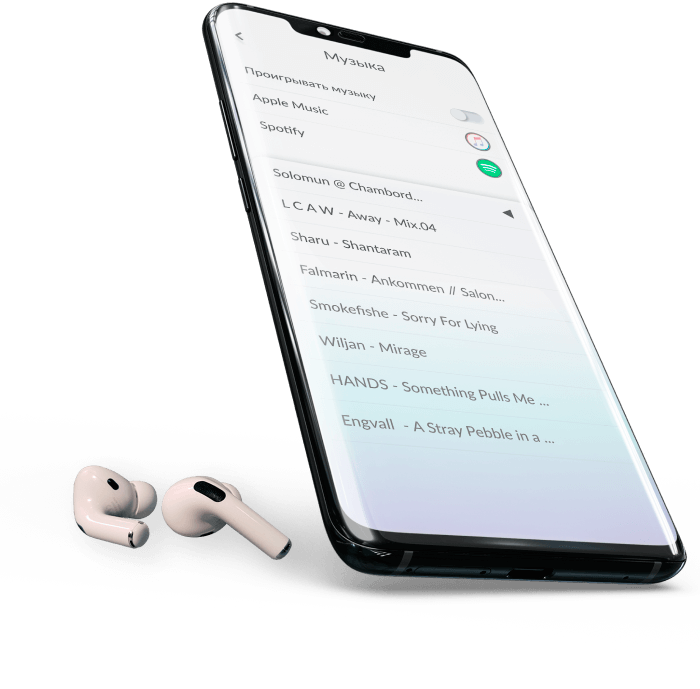 Музыка
Проигрывать музыку
Apple Music
Spotify
Solomun @ Chambord...
L C A W - Away - Mix.04
Sharu - Shantaram
Falmarin - Ankommen // Salon...
Smokefishe - Sorry For Lying
Wiljan - Mirage
HANDS - Something Pulls Me ...
Engvall - A Stray Pebble in a ...